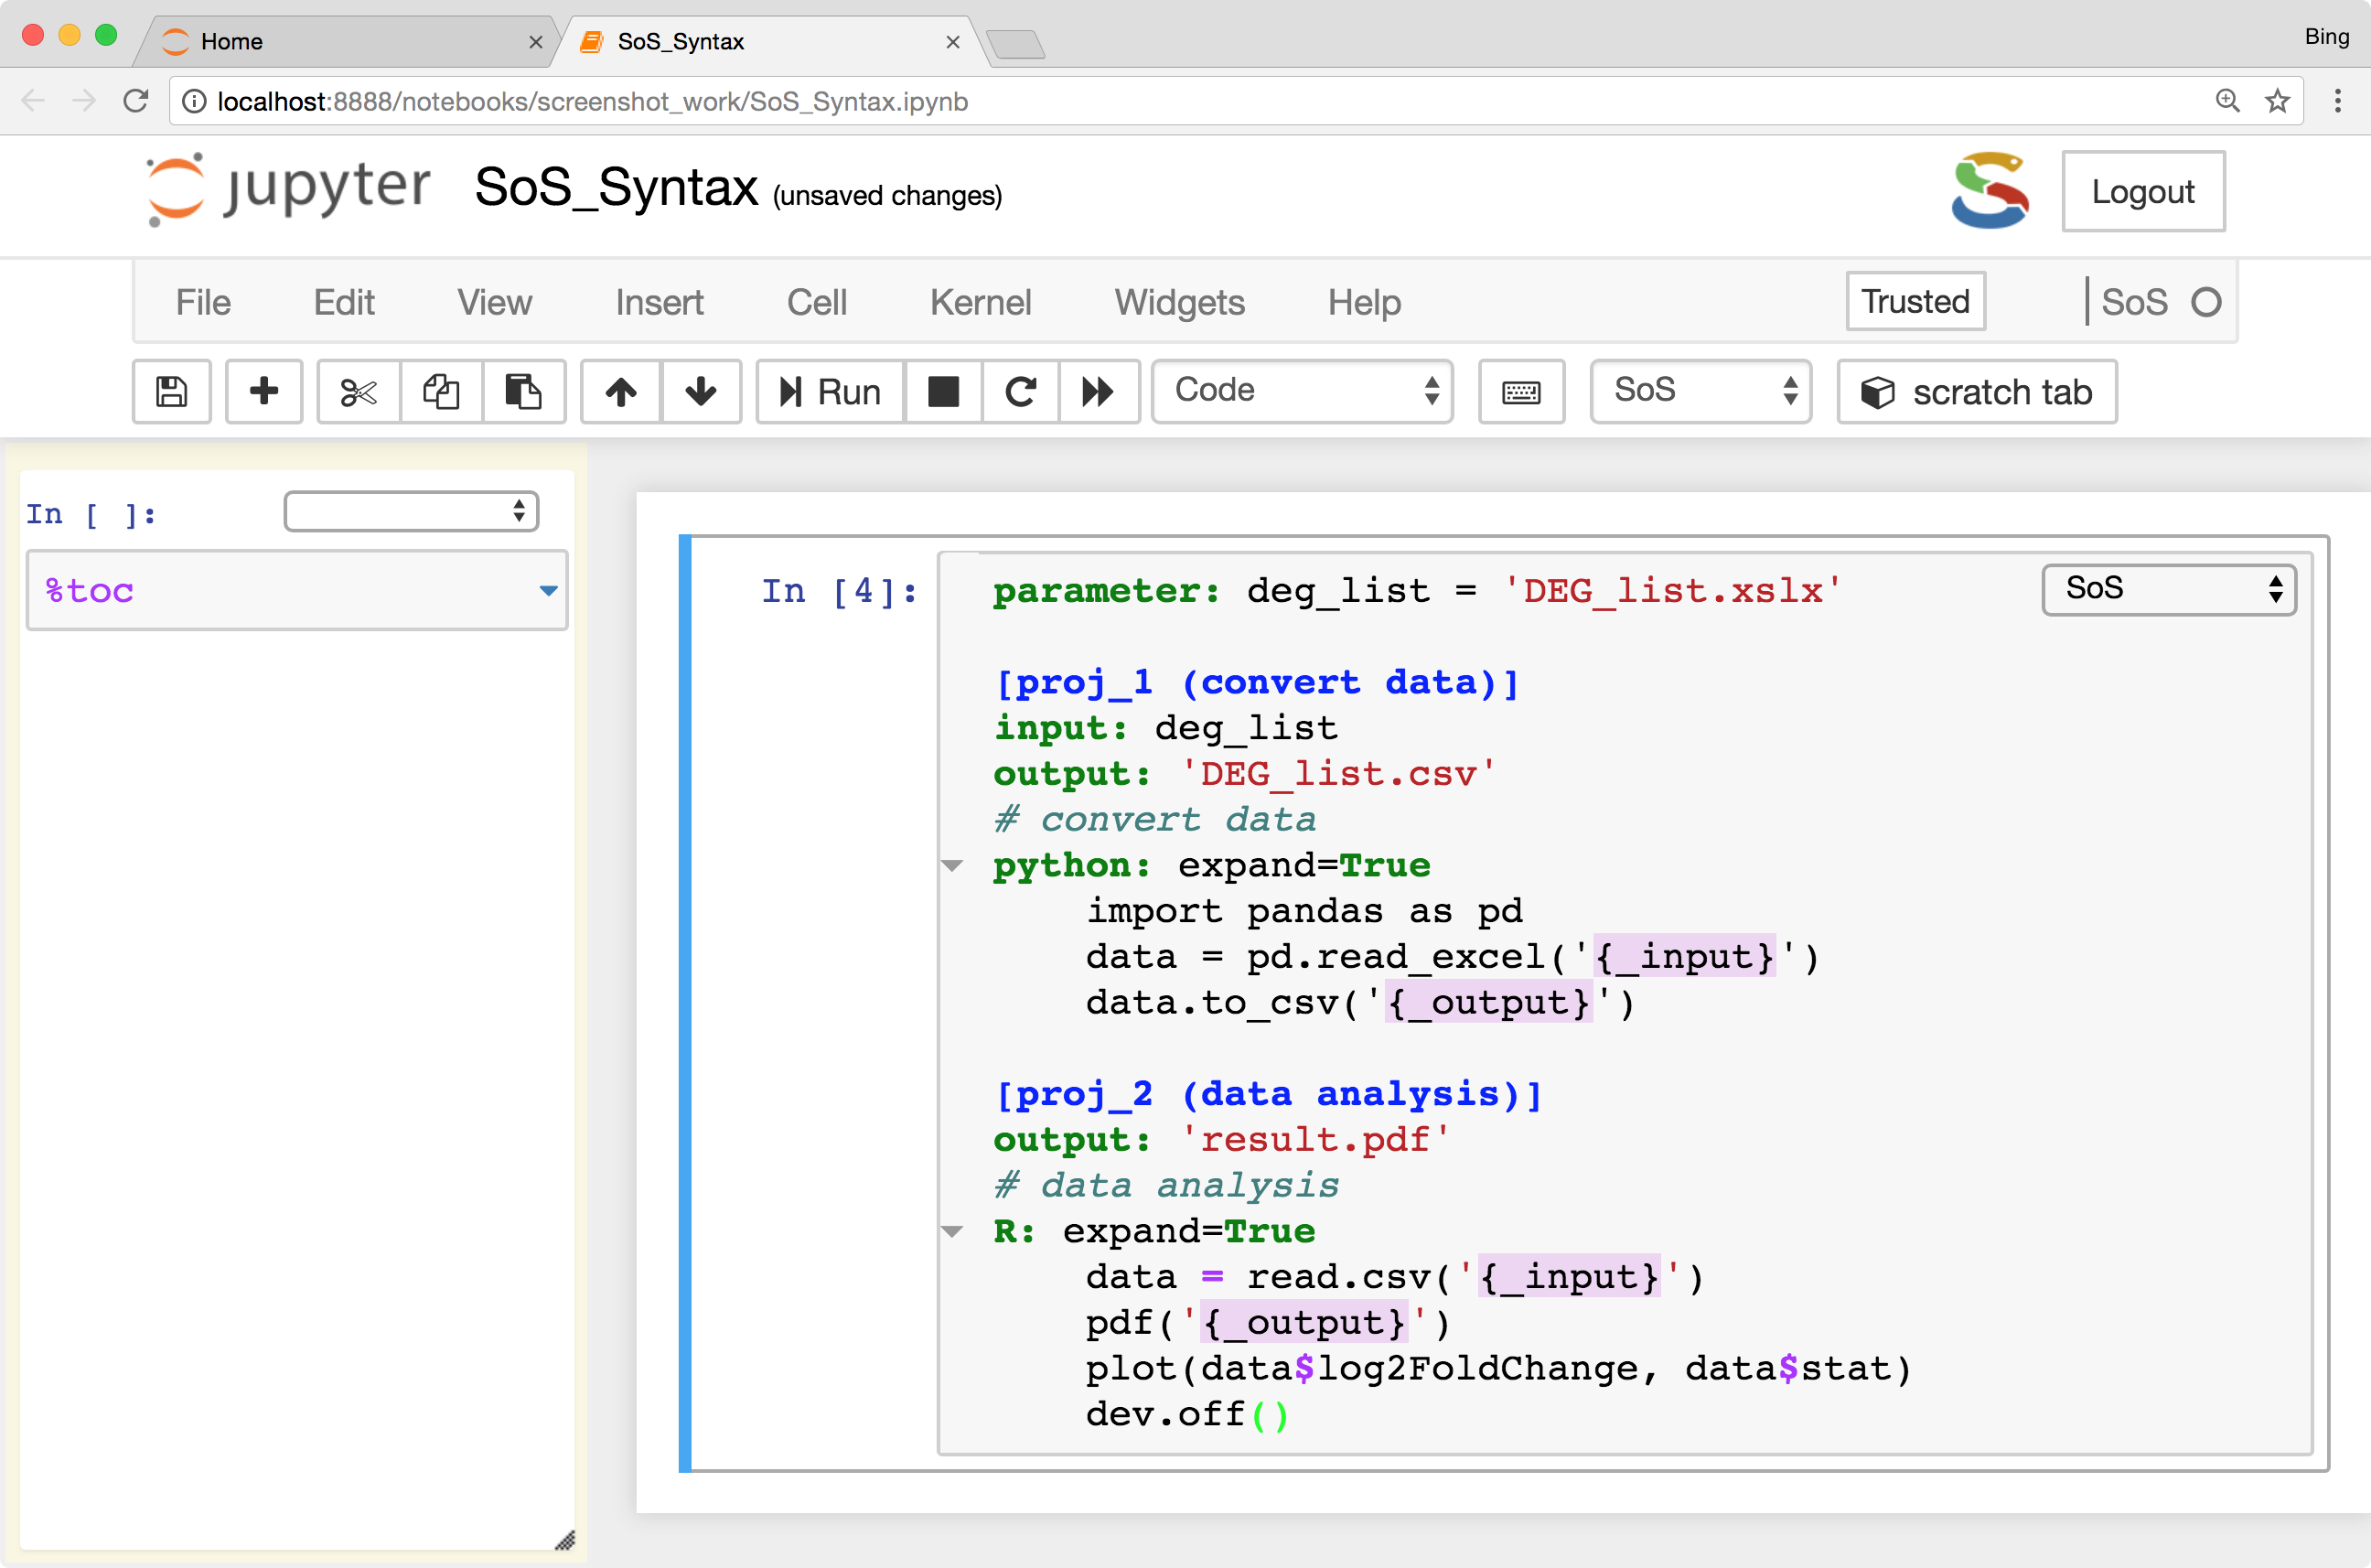 Home
SoS_Syntax
Bing
localhost:8888/notebooks/screenshot_work/SoS_Syntax.ipynb
jupyter SoS_Syntax (unsaved changes) Logout
File Edit View Insert Cell Kernel Widgets Help Trusted SoS
Run Code SoS scratch tab
In [ ]:
%toc
In [4]: parameter: deg_list = 'DEG_list.xslx' SoS
[proj_1 (convert data)]
input: deg_list
output: 'DEG_list.csv'
# convert data
python: expand=True
import pandas as pd
data = pd.read_excel('{_input}')
data.to_csv('{_output}')
[proj_2 (data analysis)]
output: 'result.pdf'
# data analysis
R: expand=True
data = read.csv('{_input}')
pdf('{_output}')
plot(data$log2FoldChange, data$stat)
dev.off()